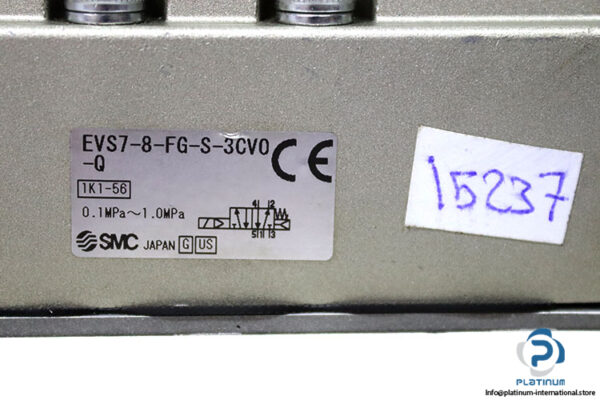 EVS7-8-FG-S-3CVO
-Q
CE
1K1-56
0.1MPa~1.0MPa
4 2
5 1 3
SMC JAPAN G US
15237
PLATINUM
Info@platinum-international.store